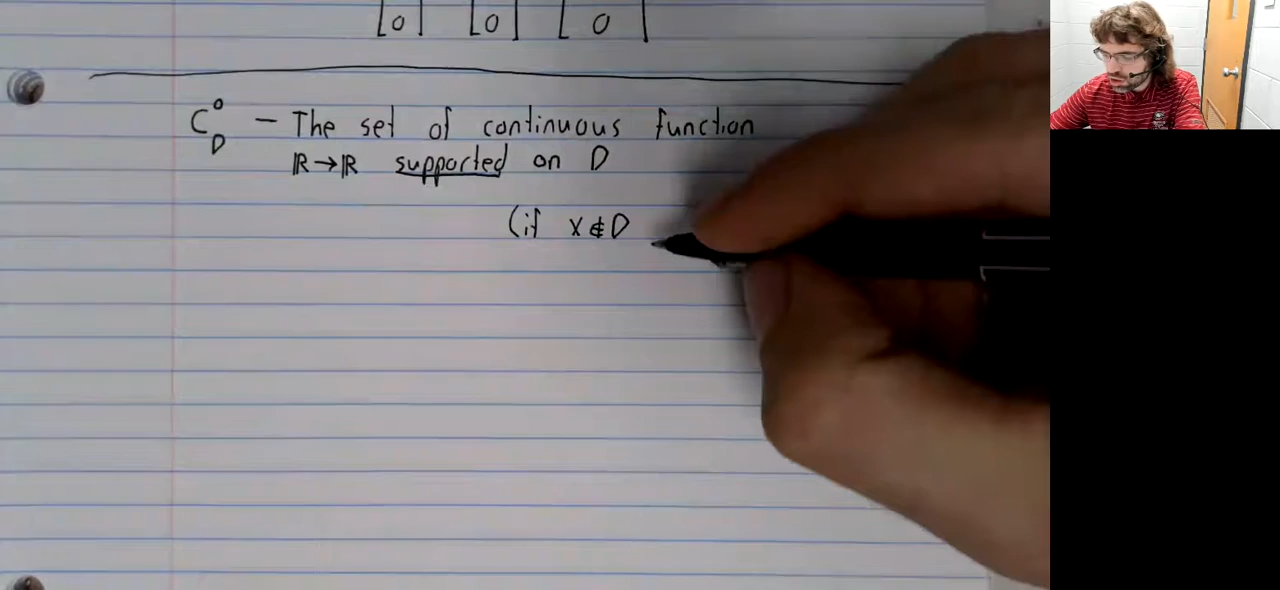 [0] [0] [0]
C⁰_D – The set of continuous function
ℝ→ℝ supported on D
(if x∉D